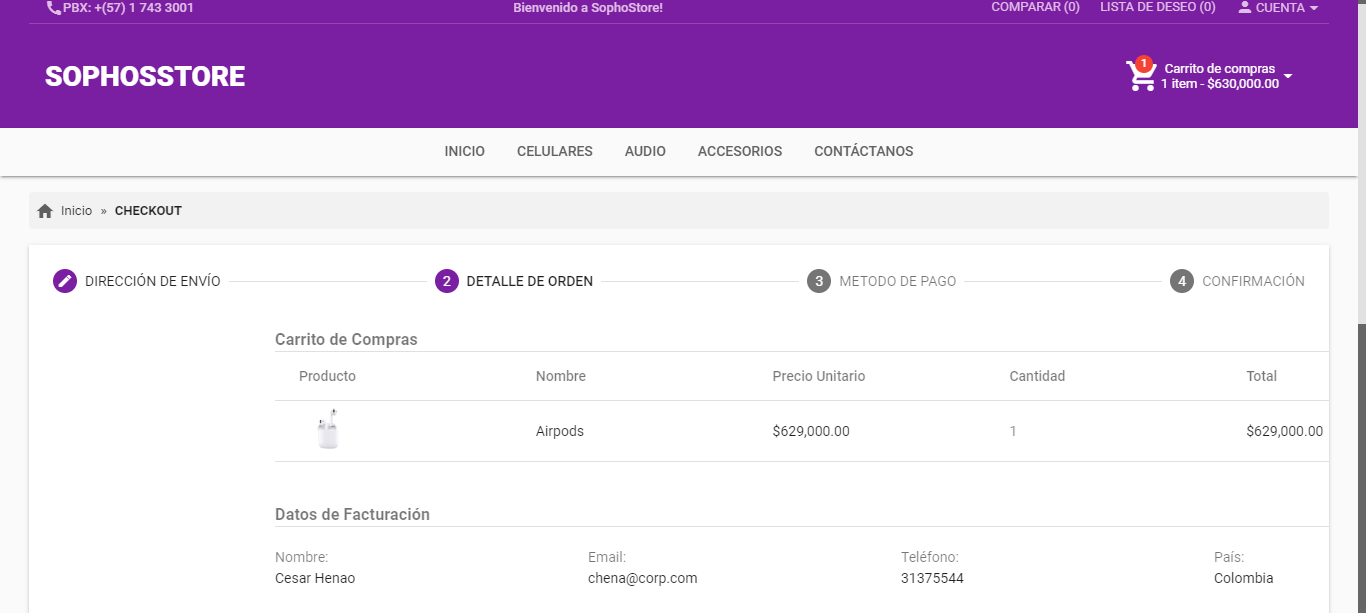 PBX: +(57) 1 743 3001
Bienvenido a SophoStore!
COMPARAR (0) LISTA DE DESEO (0) CUENTA
SOPHOSSTORE
1
Carrito de compras
1 item - $630,000.00
INICIO CELULARES AUDIO ACCESORIOS CONTÁCTANOS
Inicio » CHECKOUT
DIRECCIÓN DE ENVÍO 2 DETALLE DE ORDEN 3 METODO DE PAGO 4 CONFIRMACIÓN
Carrito de Compras
Producto Nombre Precio Unitario Cantidad Total
Airpods $629,000.00 1 $629,000.00
Datos de Facturación
Nombre: Email: Teléfono: País:
Cesar Henao chena@corp.com 31375544 Colombia